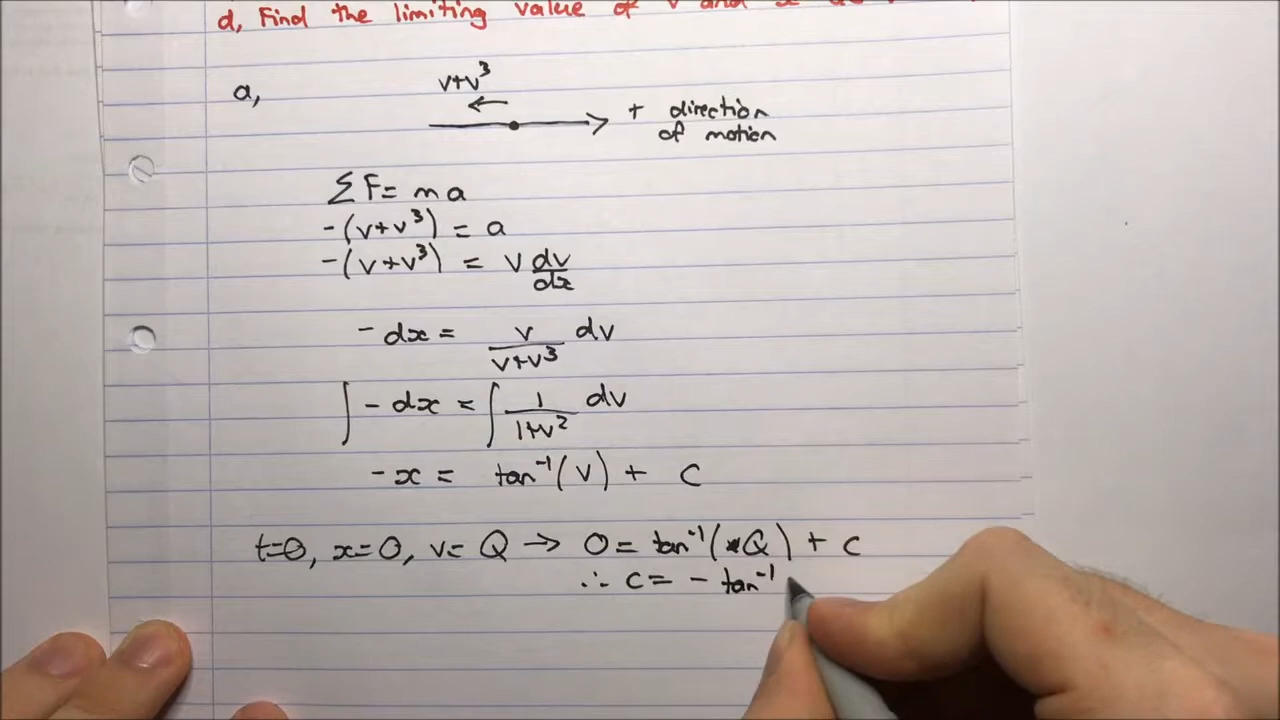 d, Find the limiting value of v and x as
a,
v+v³
+ direction
of motion
ΣF = ma
-(v+v³) = a
-(v+v³) = v dv/dx
-dx = v/(v+v³) dv
∫ -dx = ∫ 1/(1+v²) dv
-x = tan⁻¹(v) + C
t=0, x=0, v=Q → 0 = tan⁻¹(Q) + C
∴ C = - tan⁻¹